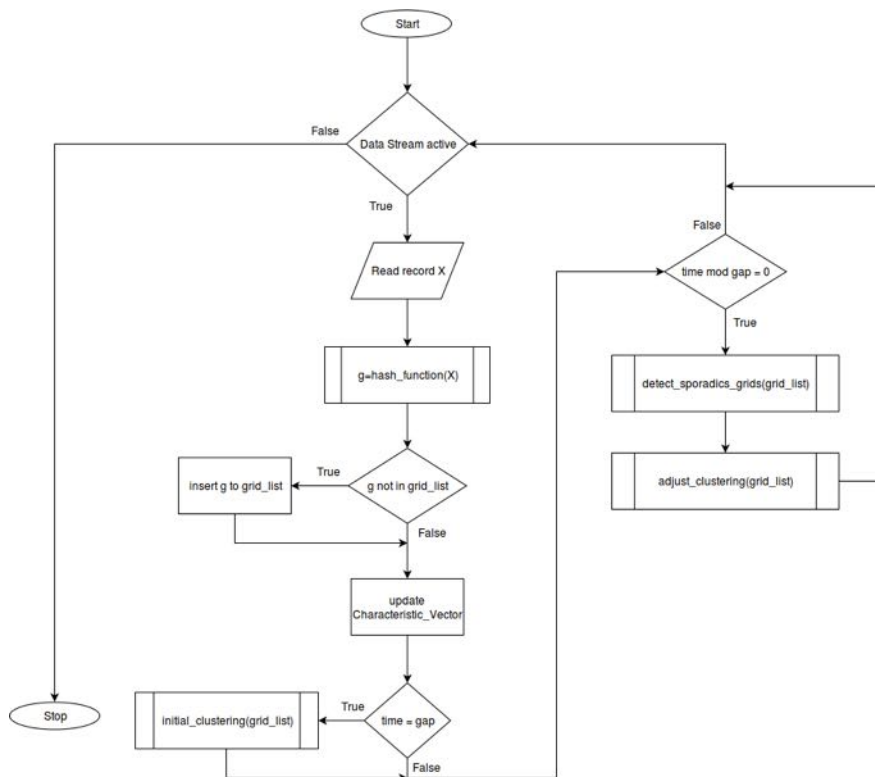 Start
Data Stream active
False
True
Read record X
g=hash_function(X)
g not in grid_list
True
insert g to grid_list
False
update
Characteristic_Vector
time = gap
True
initial_clustering(grid_list)
False
Stop
time mod gap = 0
False
True
detect_sporadics_grids(grid_list)
adjust_clustering(grid_list)